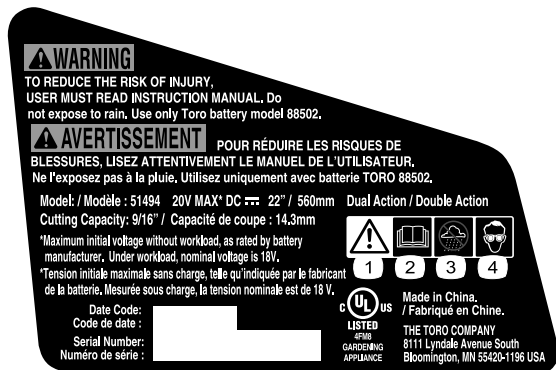 WARNING
TO REDUCE THE RISK OF INJURY,
USER MUST READ INSTRUCTION MANUAL. Do
not expose to rain. Use only Toro battery model 88502.
AVERTISSEMENT POUR RÉDUIRE LES RISQUES DE
BLESSURES, LISEZ ATTENTIVEMENT LE MANUEL DE L'UTILISATEUR.
Ne l'exposez pas à la pluie. Utilisez uniquement avec batterie TORO 88502.
Model: / Modèle : 51494 20V MAX* DC 22" / 560mm Dual Action / Double Action
Cutting Capacity: 9/16" / Capacité de coupe : 14.3mm
*Maximum initial voltage without workload, as rated by battery
manufacturer. Under workload, nominal voltage is 18V.
*Tension initiale maximale sans charge, telle qu'indiquée par le fabricant
de la batterie. Mesurée sous charge, la tension nominale est de 18 V.
1 2 3 4
Date Code:
Code de date :
Serial Number:
Numéro de série :
C UL US
LISTED
4FM8
GARDENING
APPLIANCE
Made in China.
/ Fabriqué en Chine.
THE TORO COMPANY
8111 Lyndale Avenue South
Bloomington, MN 55420-1196 USA